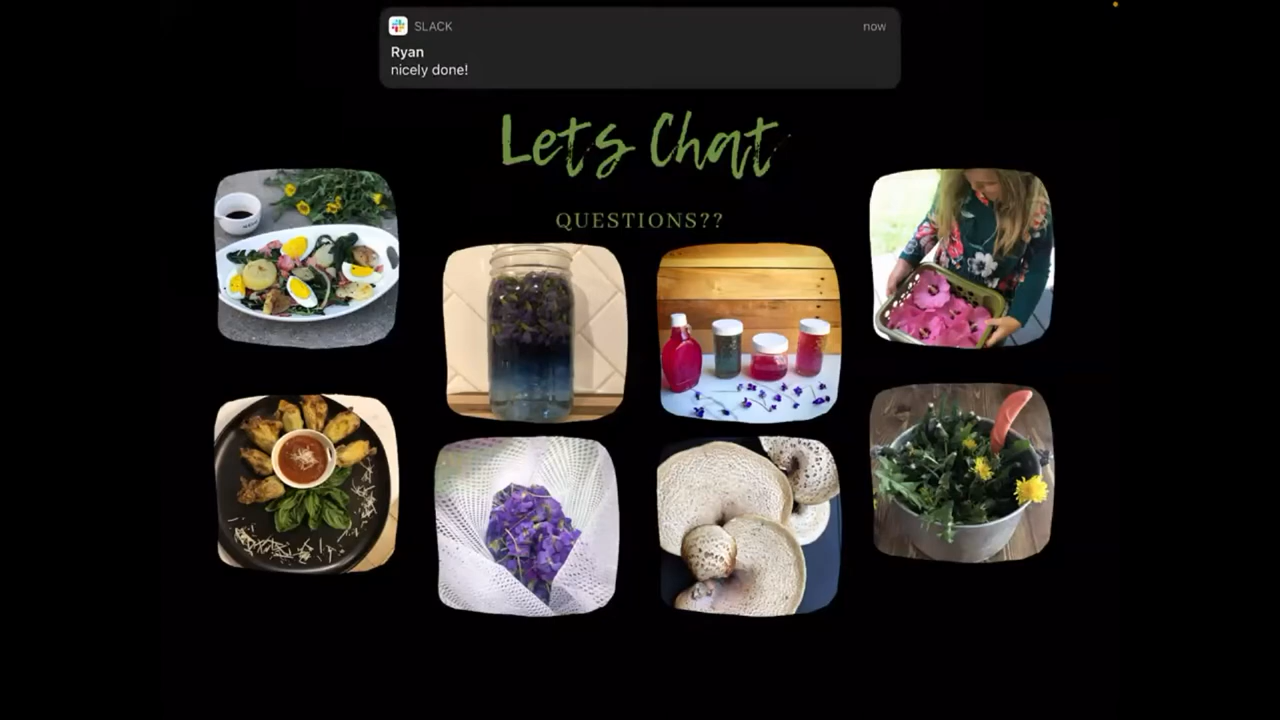 SLACK
now
Ryan
nicely done!
Lets Chat
QUESTIONS??